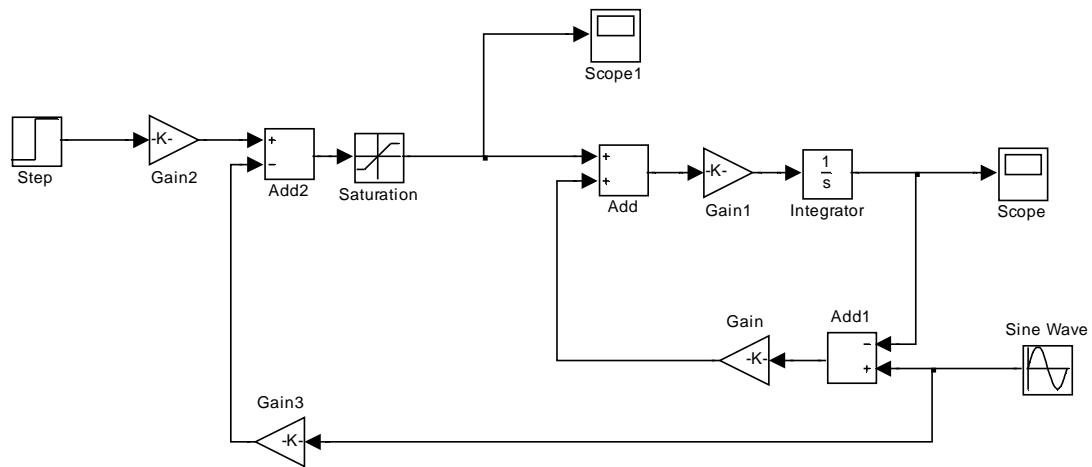 Scope1
Step
-K-
Gain2
+
−
Add2
Saturation
+
+
Add
-K-
Gain1
1
s
Integrator
Scope
Gain
-K-
Add1
−
+
Sine Wave
Gain3
-K-